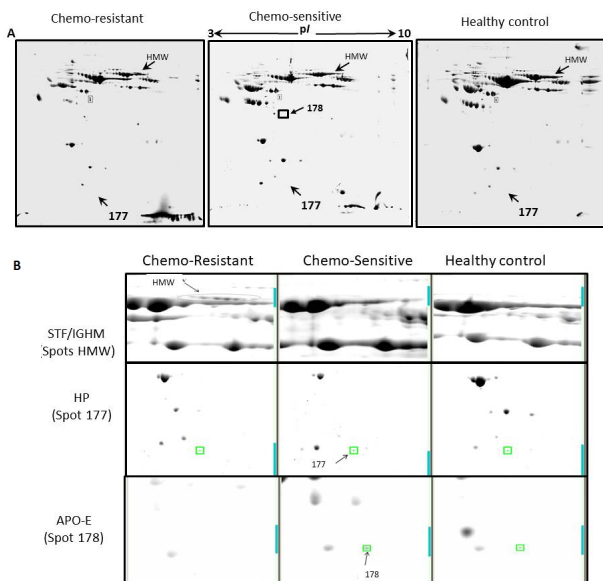 Chemo-resistant
Chemo-sensitive
Healthy control
A
3
pI
10
HMW
HMW
HMW
178
177
177
177
B
Chemo-Resistant
Chemo-Sensitive
Healthy control
HMW
STF/IGHM
(Spots HMW)
HP
(Spot 177)
177
APO-E
(Spot 178)
178